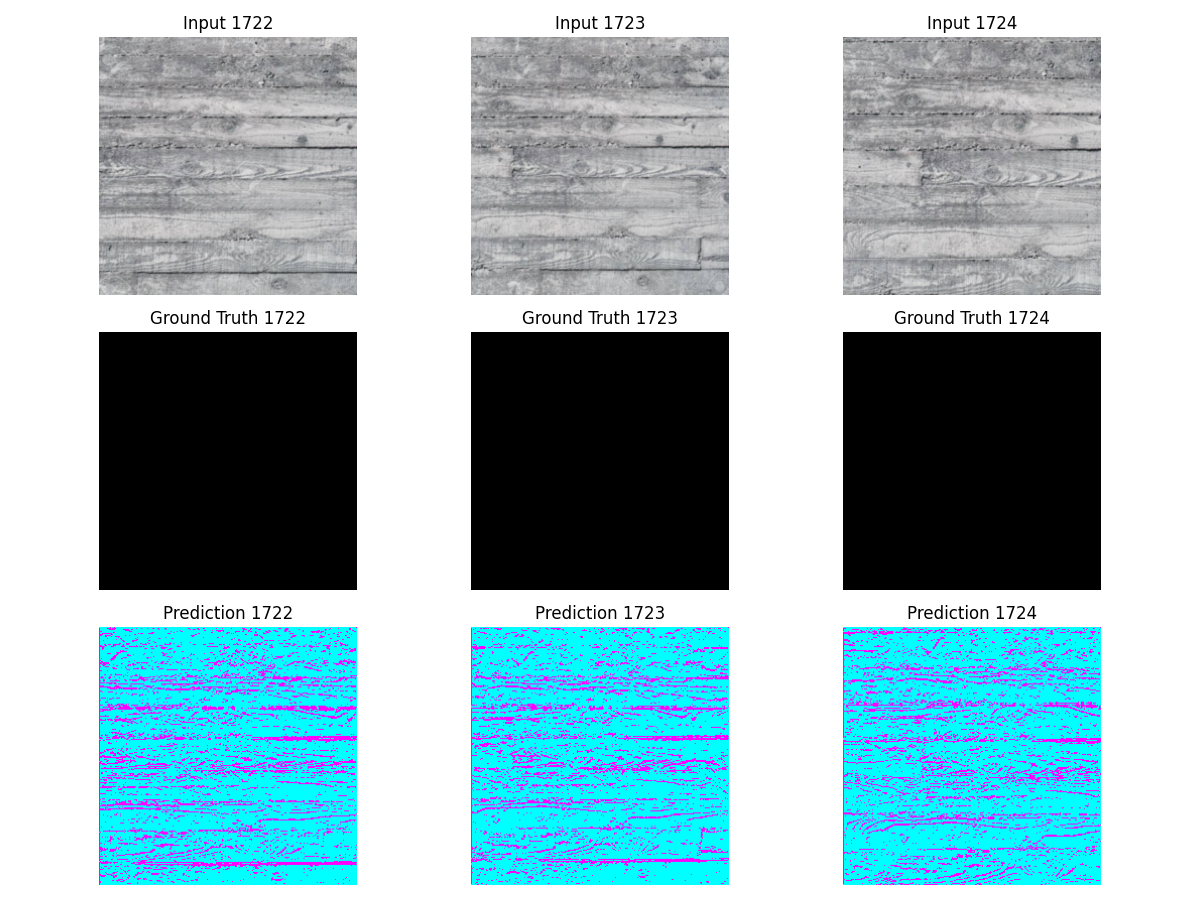 Input 1722
Input 1723
Input 1724
Ground Truth 1722
Ground Truth 1723
Ground Truth 1724
Prediction 1722
Prediction 1723
Prediction 1724